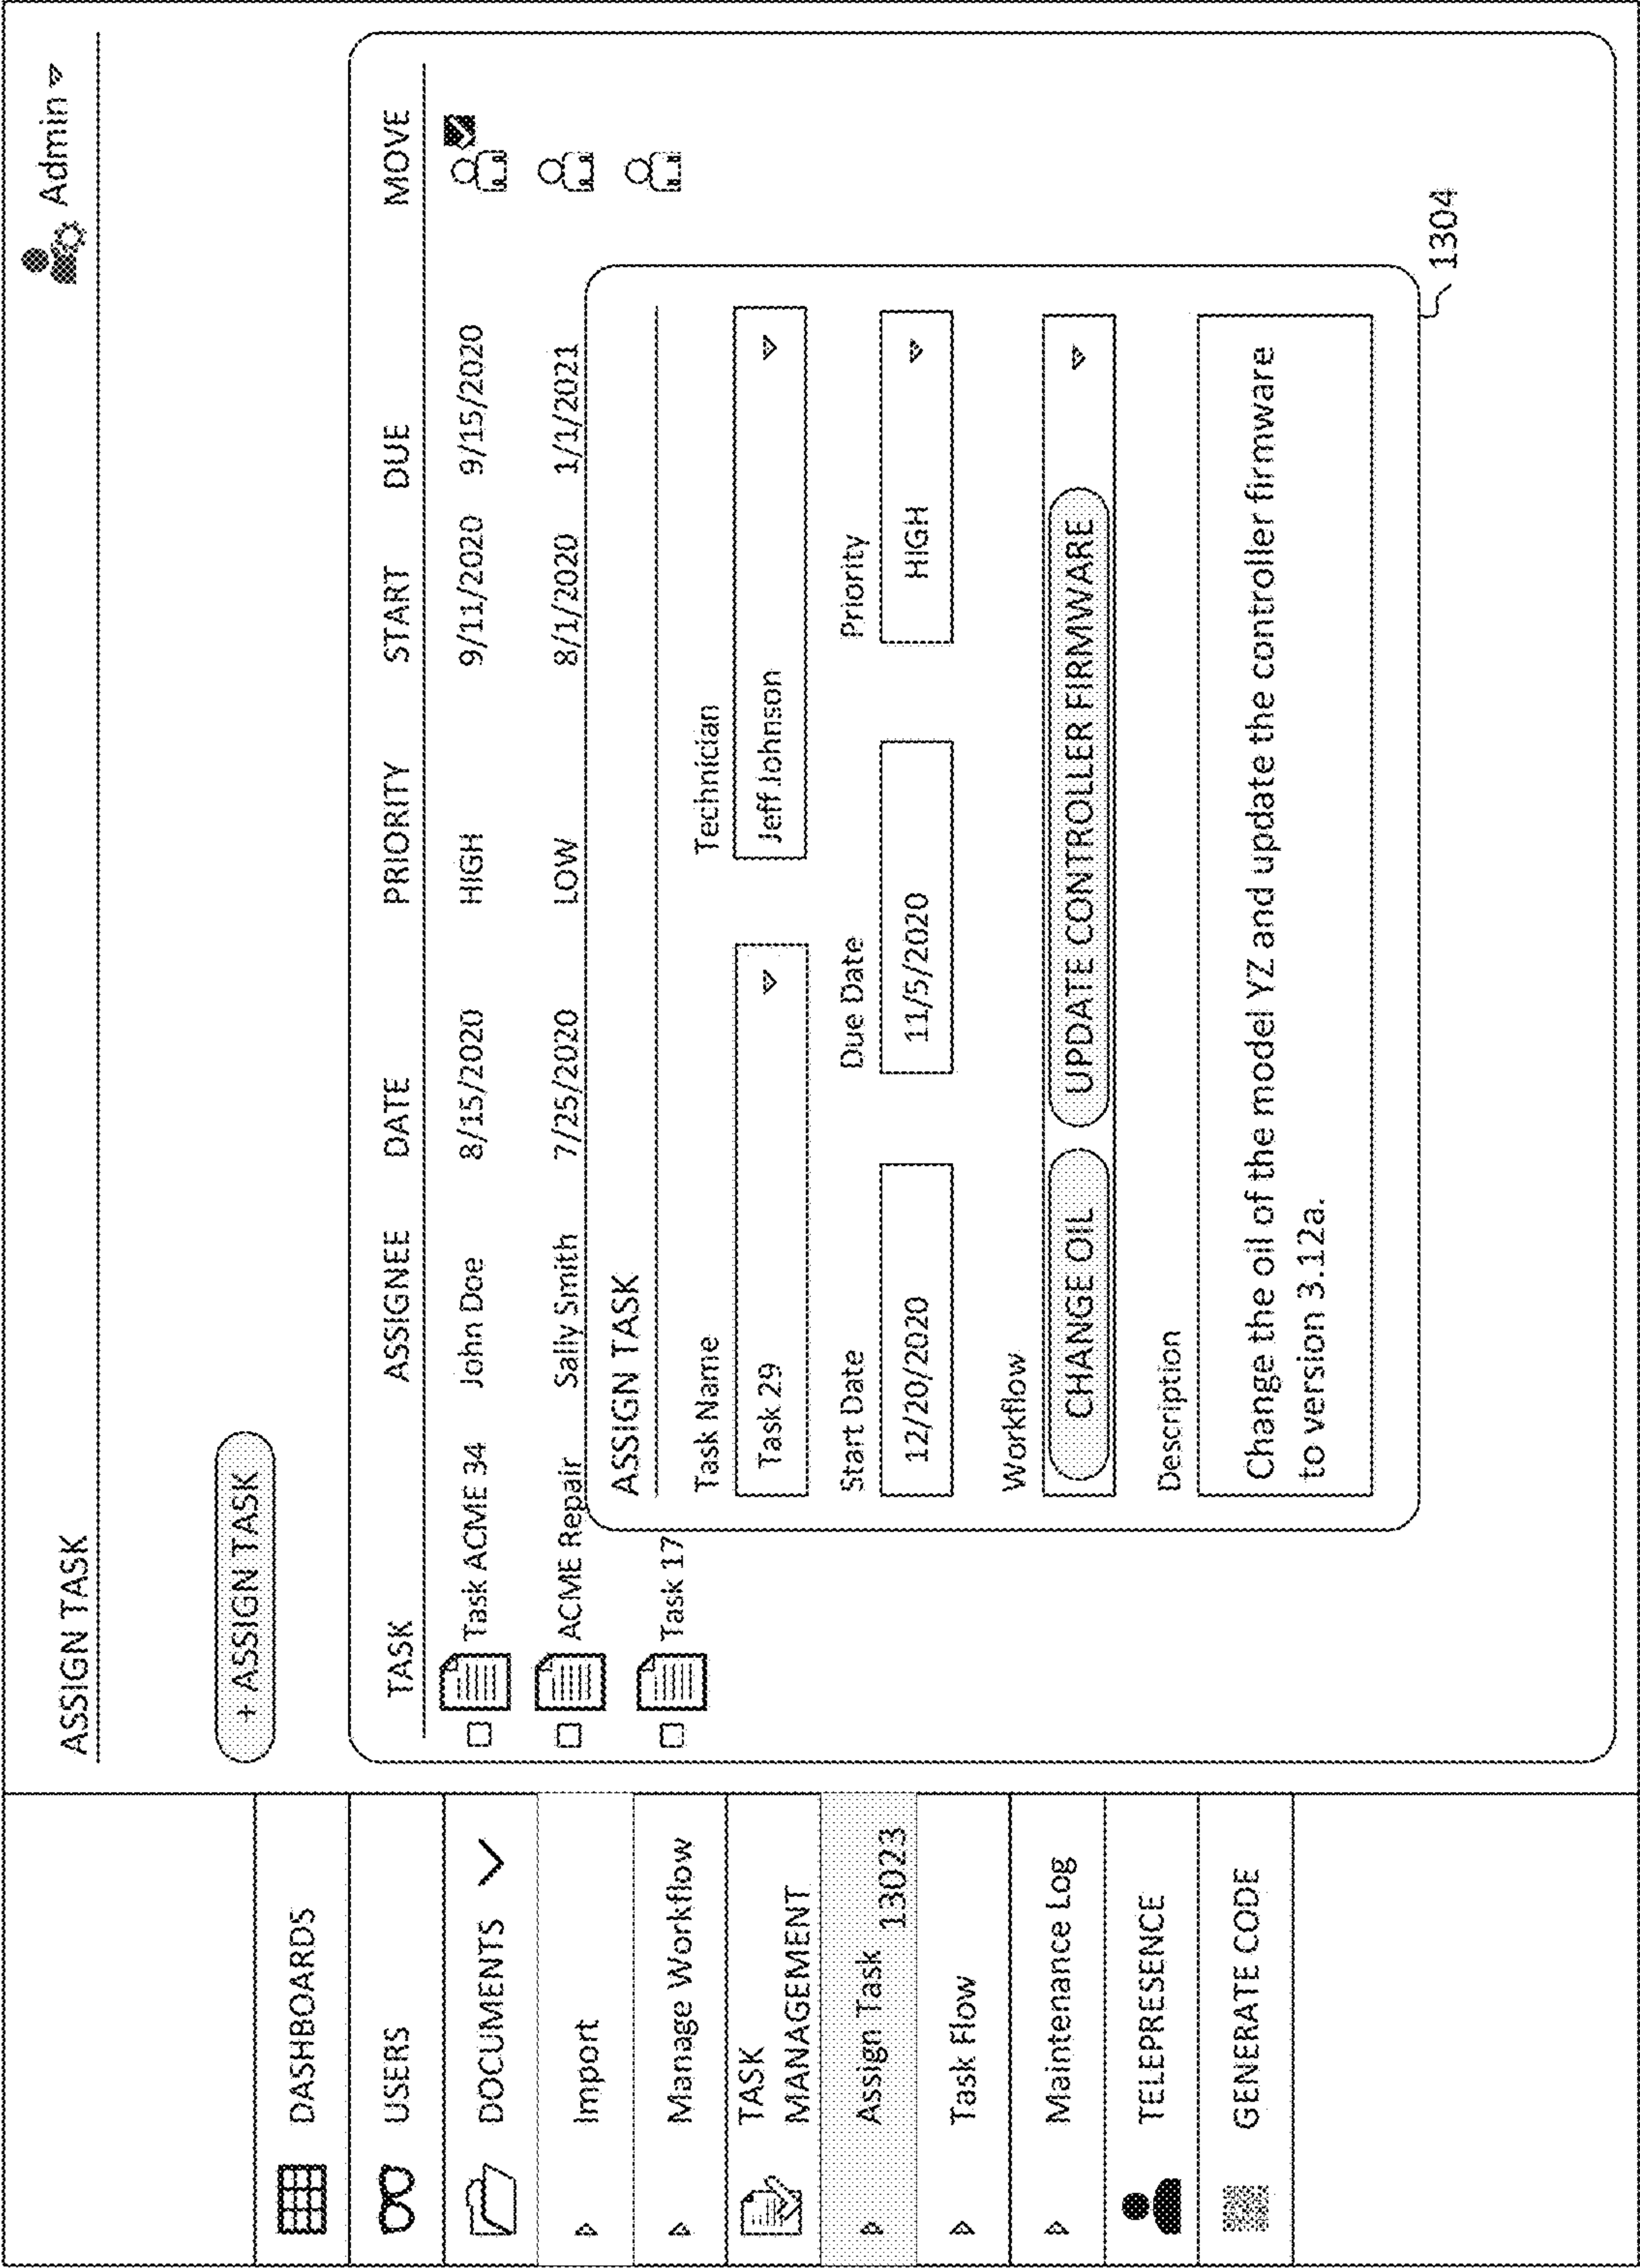 ASSIGN TASK
Admin
+ ASSIGN TASK
DASHBOARDS
USERS
DOCUMENTS
Import
Manage Workflow
TASK
MANAGEMENT
Assign Task
13023
Task Flow
Maintenance Log
TELEPRESENCE
GENERATE CODE
TASK ASSIGNEE DATE PRIORITY START DUE MOVE
Task ACME 34 John Doe 8/15/2020 HIGH 9/11/2020 9/15/2020
ACME Repair Sally Smith 7/25/2020 LOW 8/1/2020 1/1/2021
Task 17
ASSIGN TASK
Task Name Technician
Task 29 Jeff Johnson
Start Date Due Date Priority
12/20/2020 11/5/2020 HIGH
Workflow
CHANGE OIL UPDATE CONTROLLER FIRMWARE
Description
Change the oil of the model YZ and update the controller firmware
to version 3.12a.
1304